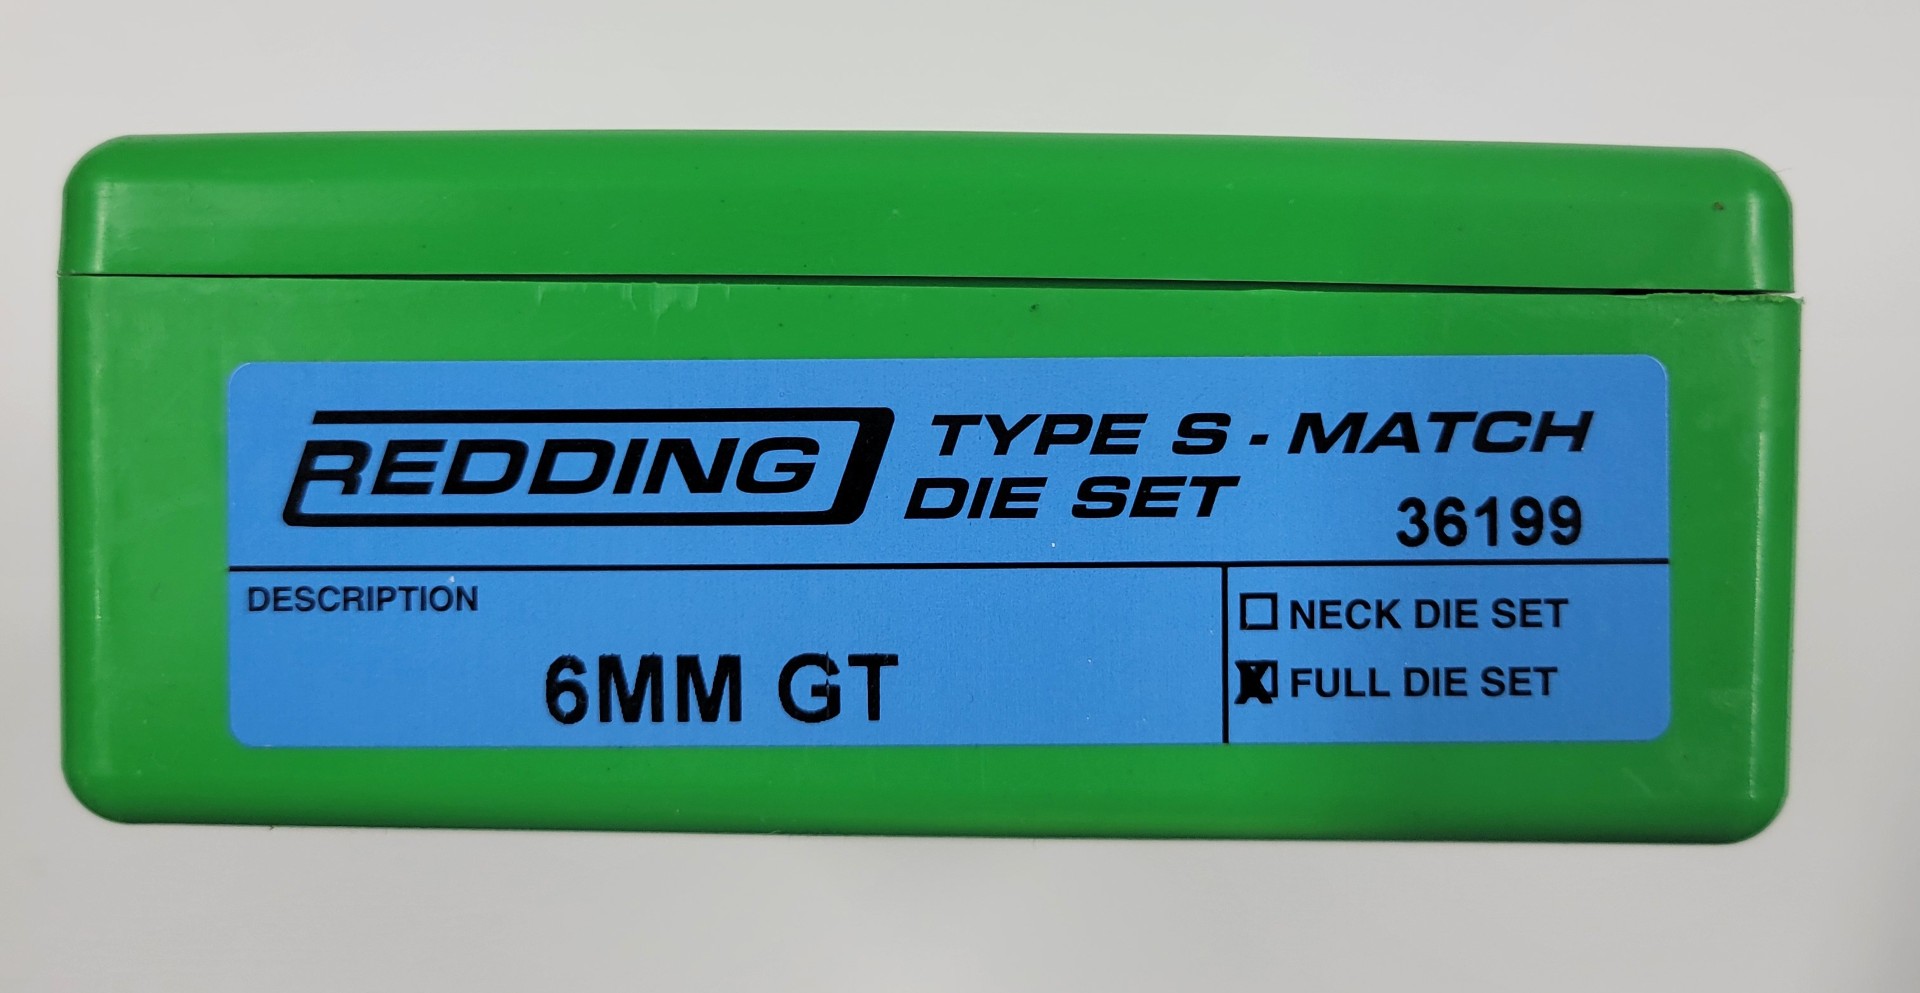 REDDING
TYPE S - MATCH
DIE SET
36199
DESCRIPTION
6MM GT
NECK DIE SET
X FULL DIE SET